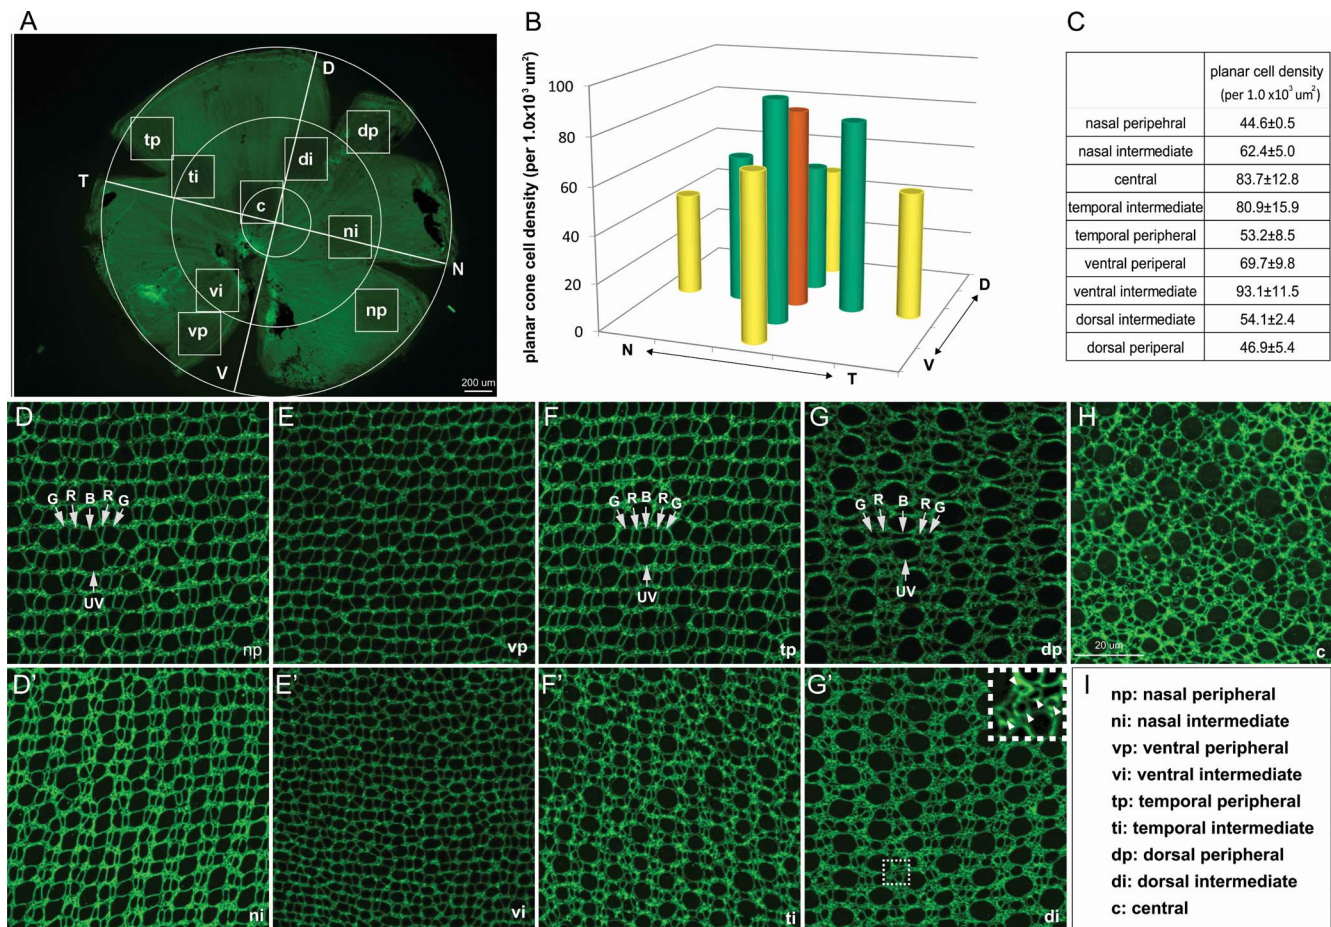 A
D
dp
tp
di
ti
T
c
ni
N
vi
np
vp
V
200 um
B
planar cone cell density (per 1.0x10³ um²)
100
80
60
40
20
0
N
T
D
V
C
planar cell density
(per 1.0 x10³ um²)
nasal peripehral 44.6±0.5
nasal intermediate 62.4±5.0
central 83.7±12.8
temporal intermediate 80.9±15.9
temporal peripheral 53.2±8.5
ventral periperal 69.7±9.8
ventral intermediate 93.1±11.5
dorsal intermediate 54.1±2.4
dorsal periperal 46.9±5.4
D
G R B R G
UV
np
E
vp
F
G R B R G
UV
tp
G
G R B R G
UV
dp
H
20 um
c
D'
ni
E'
vi
F'
ti
G'
di
I
np: nasal peripheral
ni: nasal intermediate
vp: ventral peripheral
vi: ventral intermediate
tp: temporal peripheral
ti: temporal intermediate
dp: dorsal peripheral
di: dorsal intermediate
c: central